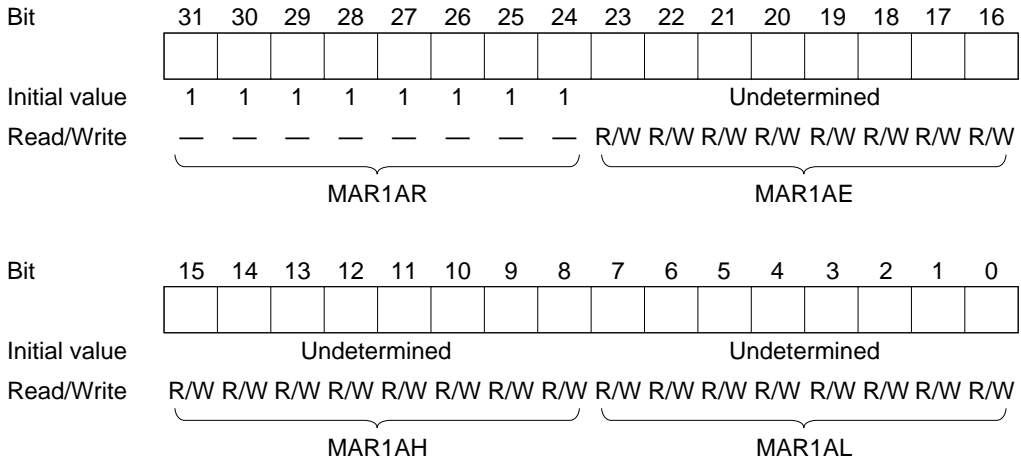 Bit 31 30 29 28 27 26 25 24 23 22 21 20 19 18 17 16
Initial value 1 1 1 1 1 1 1 1 Undetermined
Read/Write — — — — — — — — R/W R/W R/W R/W R/W R/W R/W R/W
MAR1AR MAR1AE
Bit 15 14 13 12 11 10 9 8 7 6 5 4 3 2 1 0
Initial value Undetermined Undetermined
Read/Write R/W R/W R/W R/W R/W R/W R/W R/W R/W R/W R/W R/W R/W R/W R/W R/W
MAR1AH MAR1AL